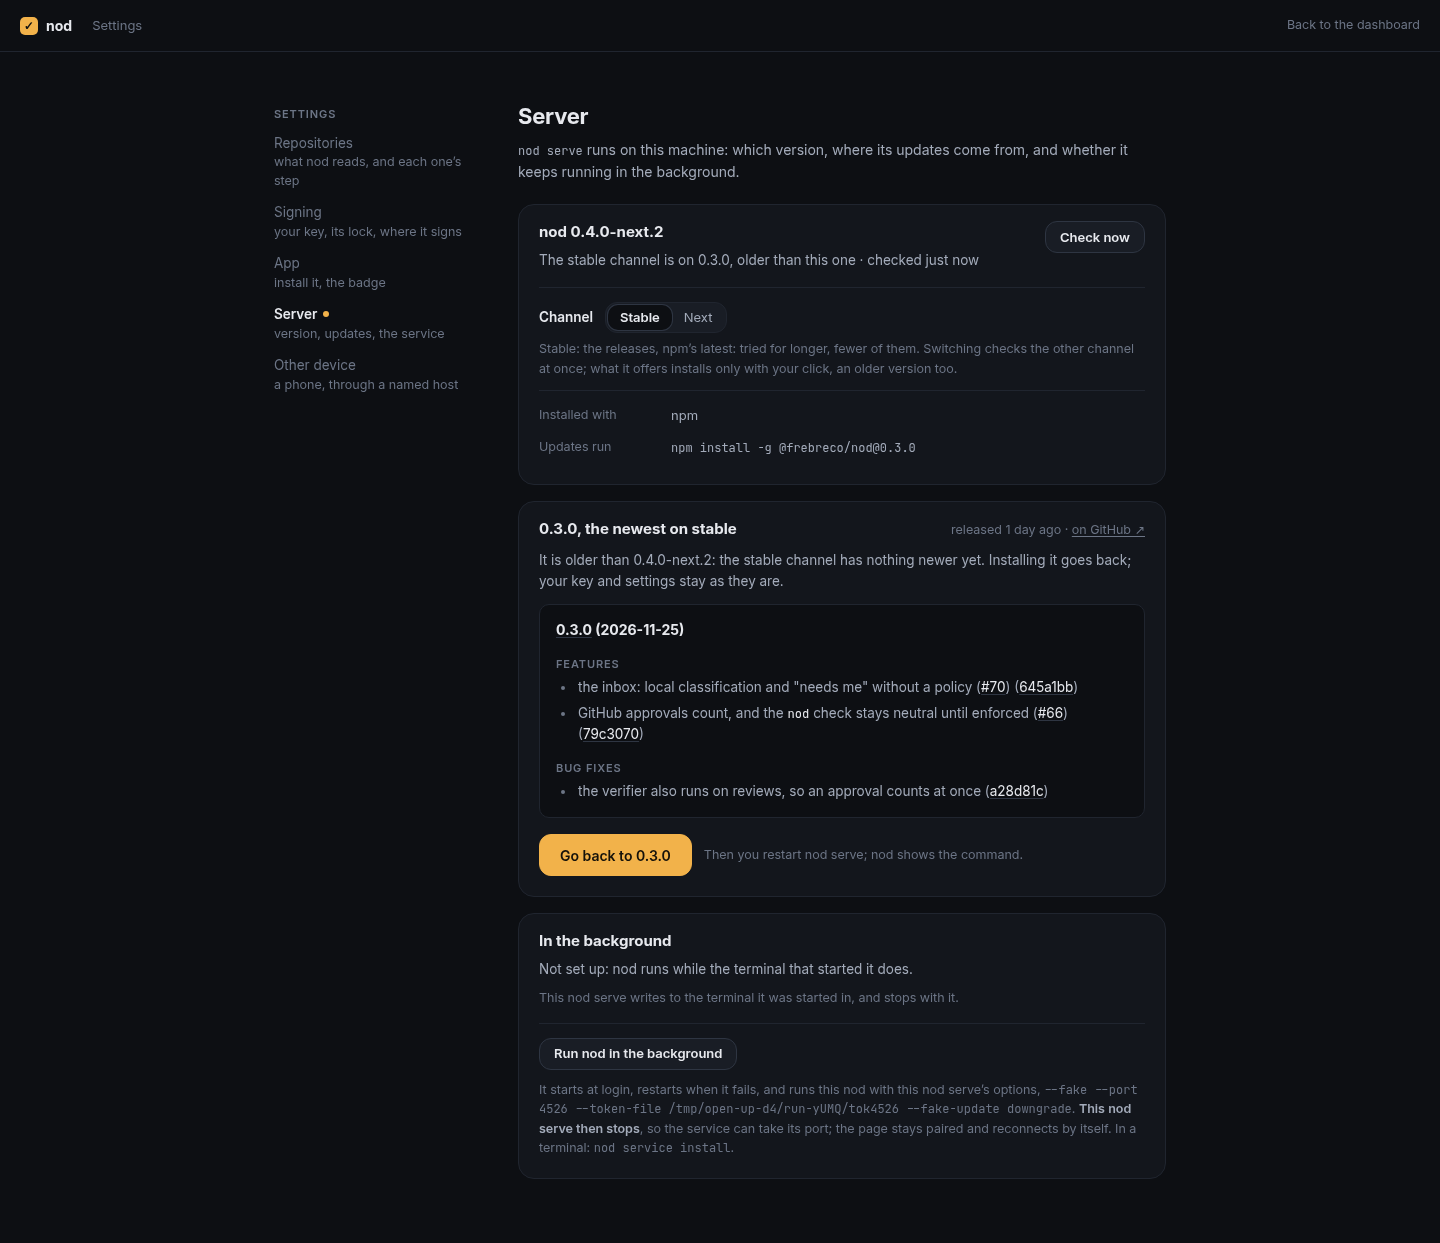 ✓ nod Settings Back to the dashboard
SETTINGS
Repositories
what nod reads, and each one’s
step
Signing
your key, its lock, where it signs
App
install it, the badge
Server
version, updates, the service
Other device
a phone, through a named host
Server
nod serve runs on this machine: which version, where its updates come from, and whether it
keeps running in the background.
nod 0.4.0-next.2 Check now
The stable channel is on 0.3.0, older than this one · checked just now
Channel Stable Next
Stable: the releases, npm’s latest: tried for longer, fewer of them. Switching checks the other channel
at once; what it offers installs only with your click, an older version too.
Installed with npm
Updates run npm install -g @frebreco/nod@0.3.0
0.3.0, the newest on stable released 1 day ago · on GitHub ↗
It is older than 0.4.0-next.2: the stable channel has nothing newer yet. Installing it goes back;
your key and settings stay as they are.
0.3.0 (2026-11-25)
FEATURES
• the inbox: local classification and "needs me" without a policy (#70) (645a1bb)
• GitHub approvals count, and the nod check stays neutral until enforced (#66)
(79c3070)
BUG FIXES
• the verifier also runs on reviews, so an approval counts at once (a28d81c)
Go back to 0.3.0 Then you restart nod serve; nod shows the command.
In the background
Not set up: nod runs while the terminal that started it does.
This nod serve writes to the terminal it was started in, and stops with it.
Run nod in the background
It starts at login, restarts when it fails, and runs this nod with this nod serve’s options, --fake --port
4526 --token-file /tmp/open-up-d4/run-yUMQ/tok4526 --fake-update downgrade. This nod
serve then stops, so the service can take its port; the page stays paired and reconnects by itself. In a
terminal: nod service install.